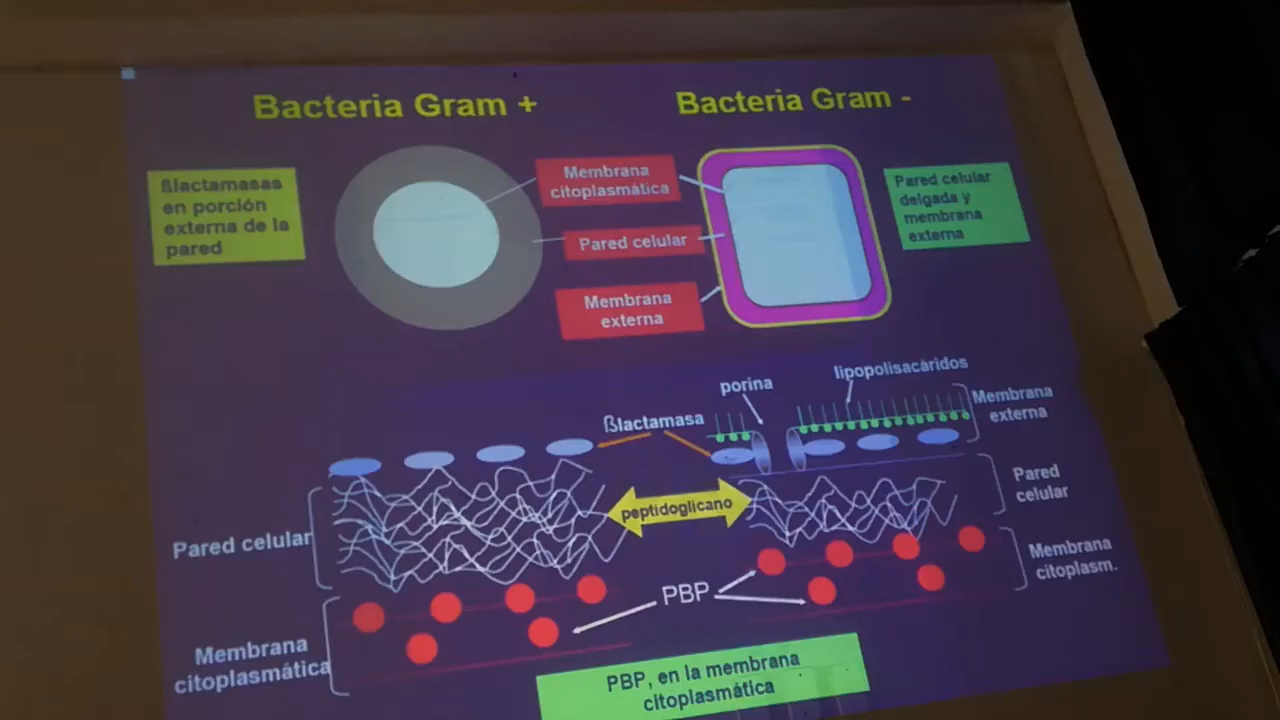 Bacteria Gram +
Bacteria Gram -
ßlactamasas
en porción
externa de la
pared
Membrana
citoplasmática
Pared celular
Membrana
externa
Pared celular
delgada y
membrana
externa
porina
lipopolisacáridos
ßlactamasa
Membrana
externa
peptidoglicano
Pared
celular
Pared celular
PBP
Membrana
citoplasm.
Membrana
citoplasmática
PBP, en la membrana
citoplasmática